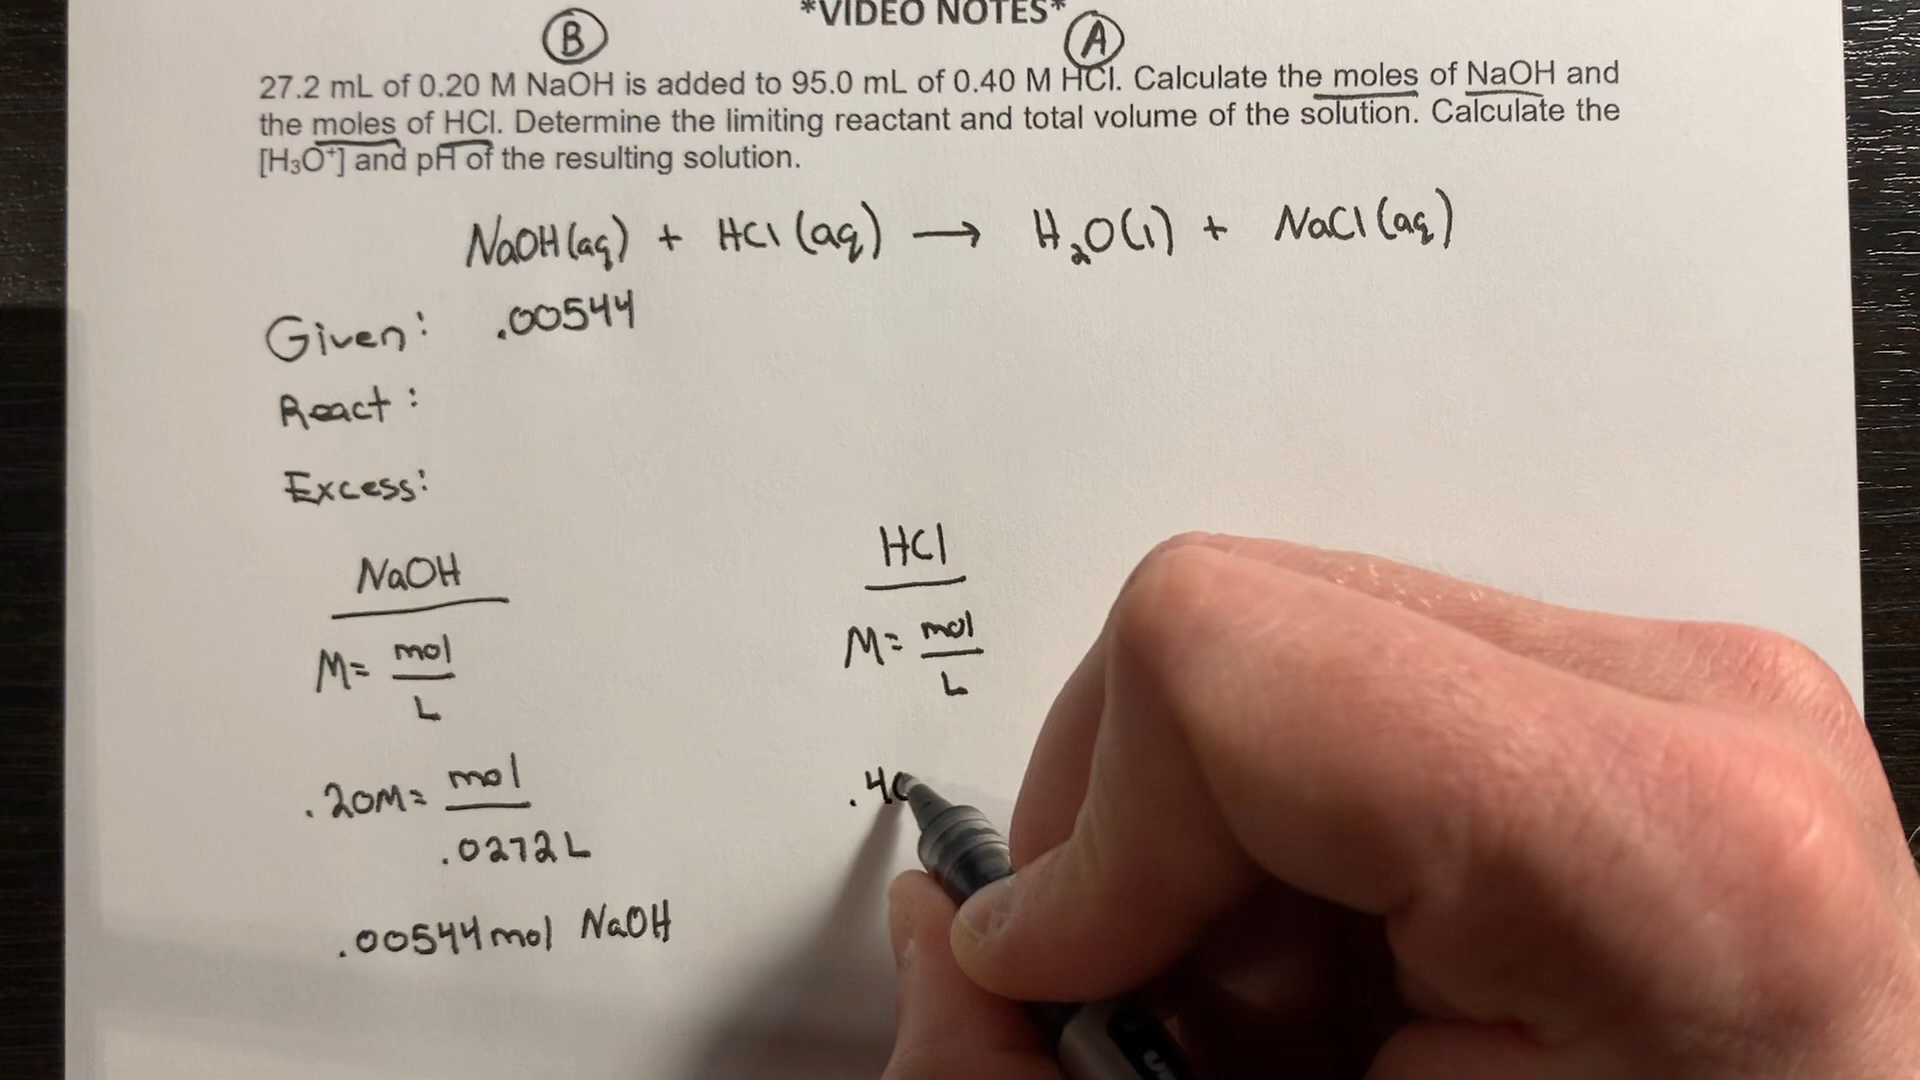 *VIDEO NOTES*
B A
27.2 mL of 0.20 M NaOH is added to 95.0 mL of 0.40 M HCl. Calculate the moles of NaOH and
the moles of HCl. Determine the limiting reactant and total volume of the solution. Calculate the
[H₃O⁺] and pH of the resulting solution.
NaOH(aq) + HCl(aq) → H₂O(l) + NaCl(aq)
Given: .00544
React:
Excess:
NaOH
M= mol
L
.20M= mol
.0272L
.00544mol NaOH
HCl
M= mol
L
.40